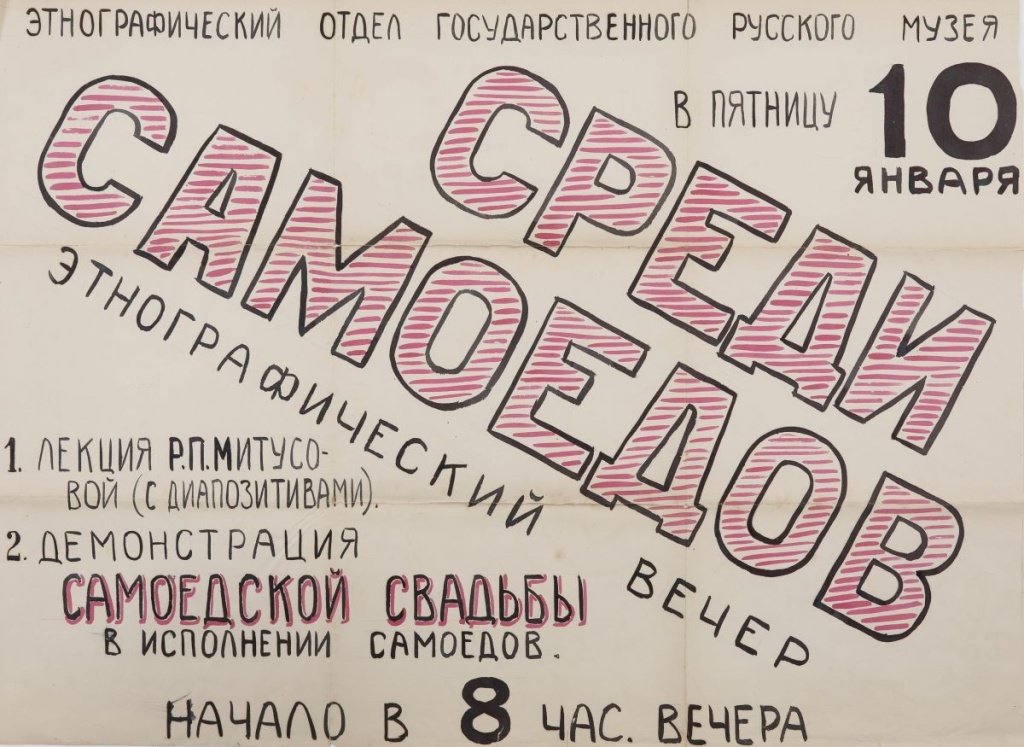 ЭТНОГРАФИЧЕСКИЙ ОТДЕЛ ГОСУДАРСТВЕННОГО РУССКОГО МУЗЕЯ
В ПЯТНИЦУ 10
ЯНВАРЯ
СРЕДИ
САМОЕДОВ
ЭТНОГРАФИЧЕСКИЙ ВЕЧЕР
1. ЛЕКЦИЯ Р.П.МИТУСО-
ВОЙ (С ДИАПОЗИТИВАМИ).
2. ДЕМОНСТРАЦИЯ
САМОЕДСКОЙ СВАДЬБЫ
В ИСПОЛНЕНИИ САМОЕДОВ.
НАЧАЛО В 8 ЧАС. ВЕЧЕРА